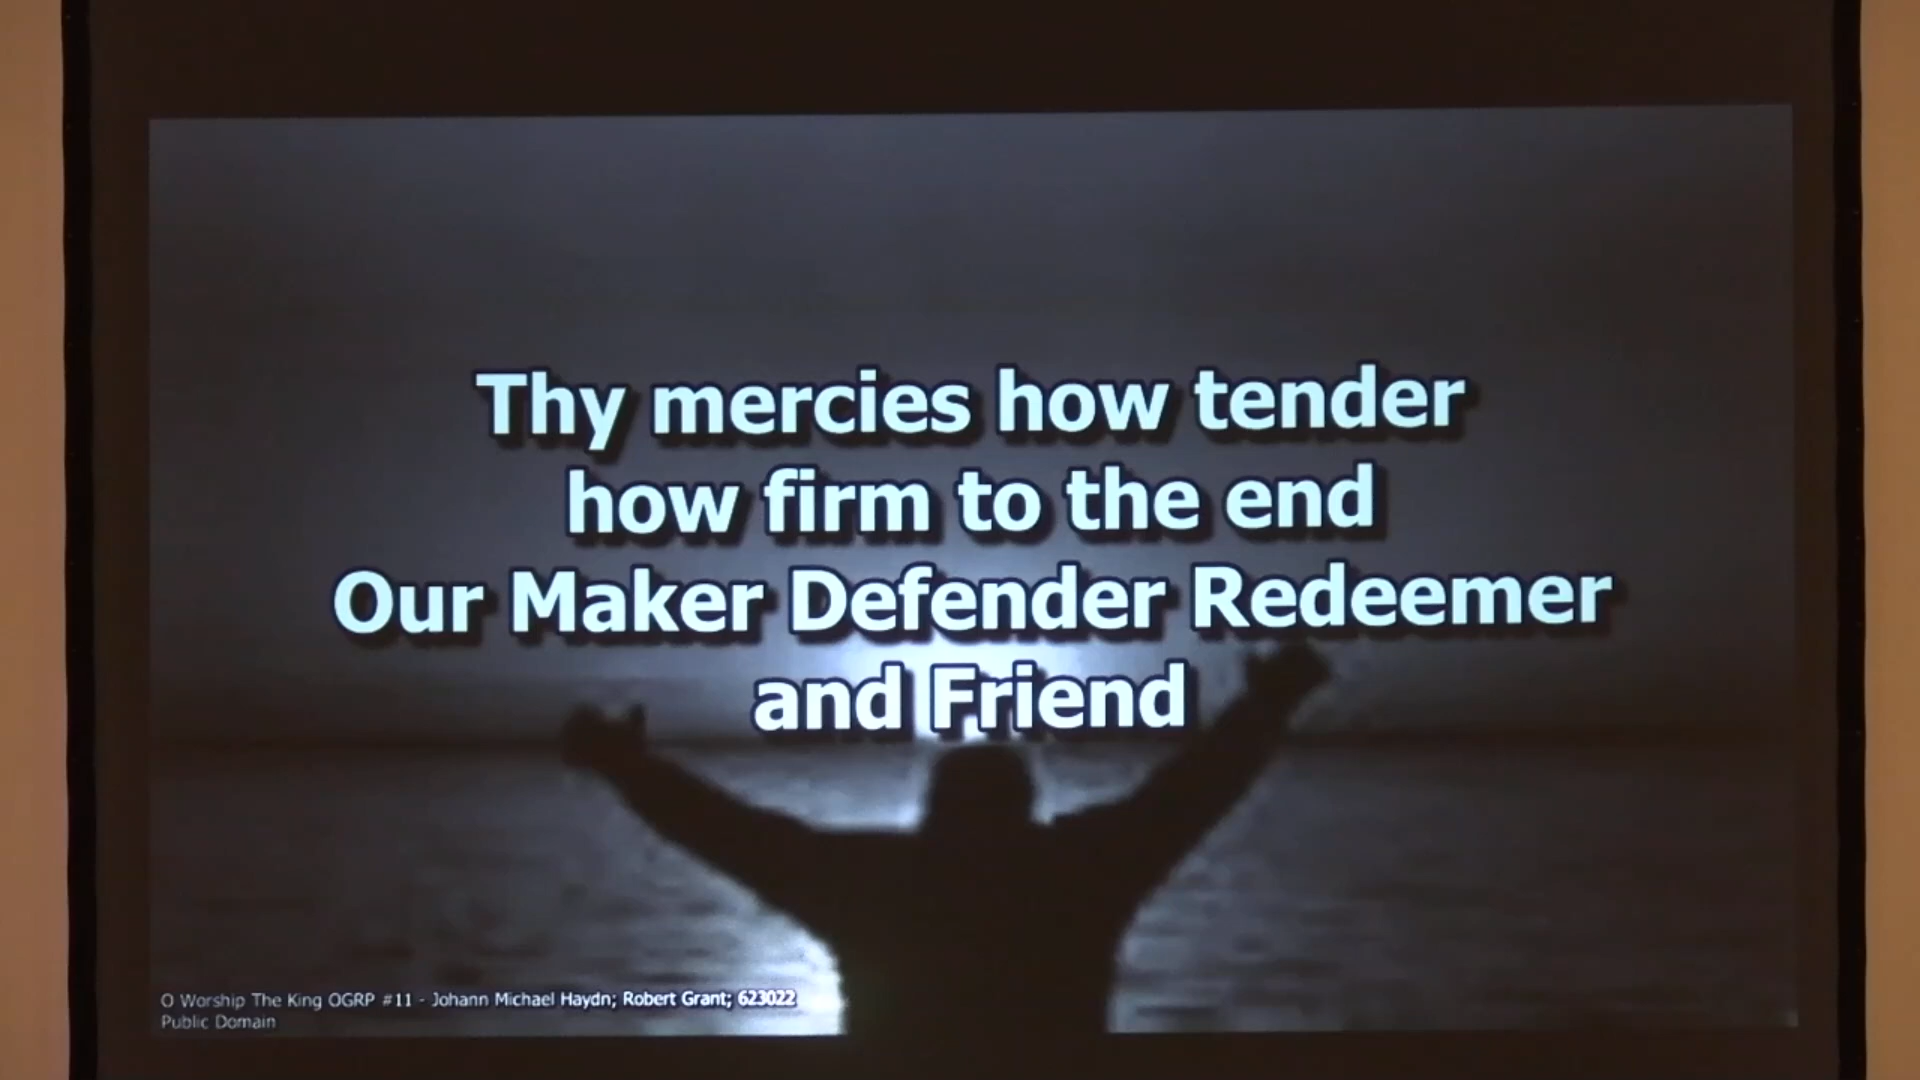 Thy mercies how tender
how firm to the end
Our Maker Defender Redeemer
and Friend
O Worship The King OGRP #11 - Johann Michael Haydn; Robert Grant; 623022
Public Domain